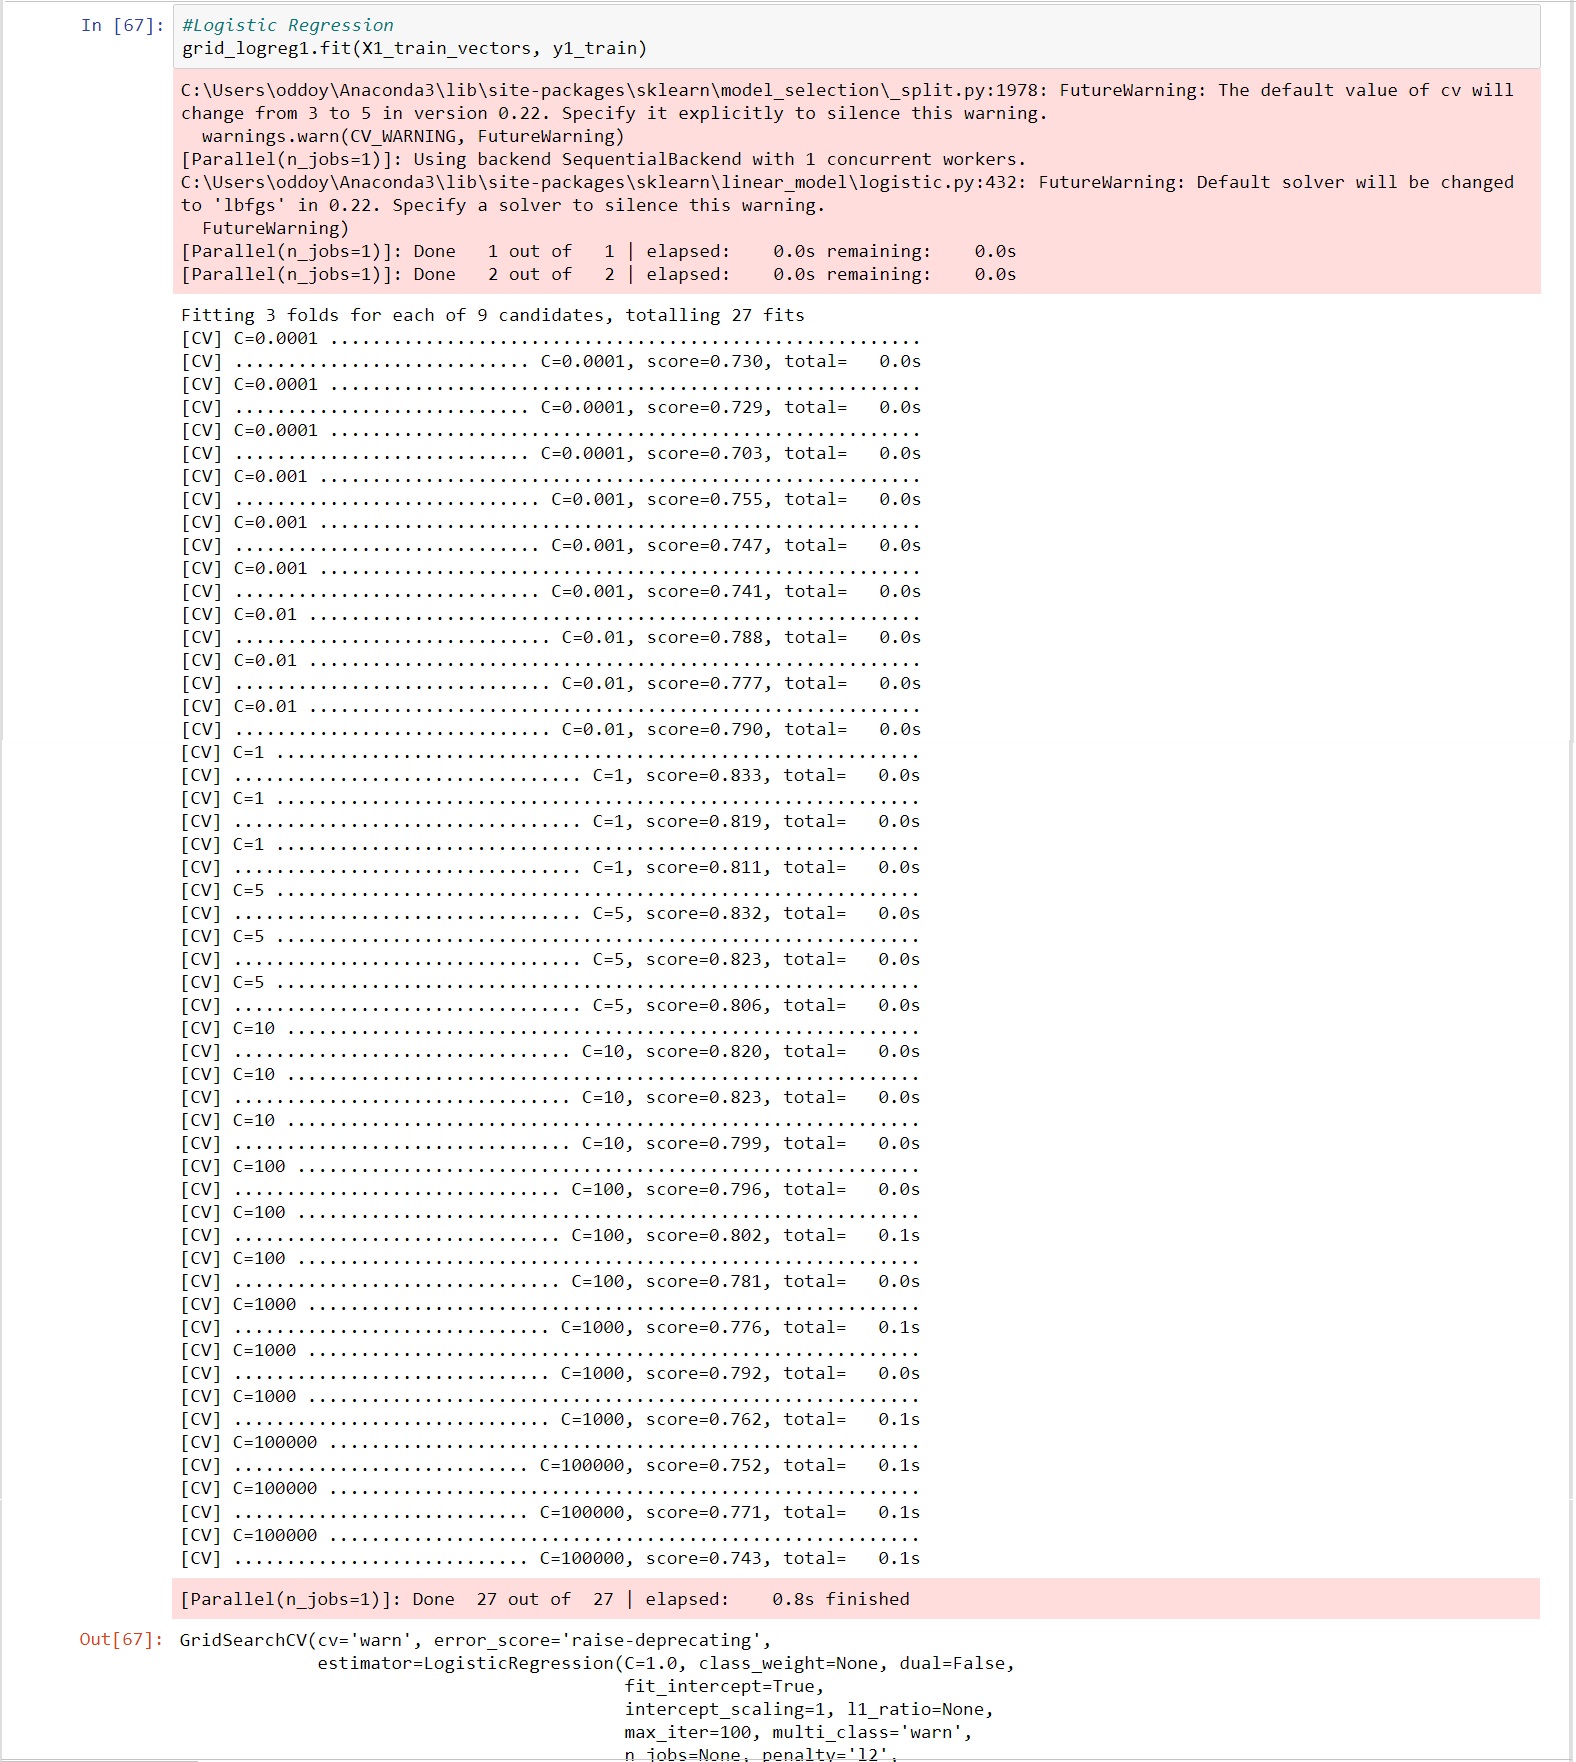 In [67]: #Logistic Regression
grid_logreg1.fit(X1_train_vectors, y1_train)
C:\Users\oddoy\Anaconda3\lib\site-packages\sklearn\model_selection\_split.py:1978: FutureWarning: The default value of cv will
change from 3 to 5 in version 0.22. Specify it explicitly to silence this warning.
  warnings.warn(CV_WARNING, FutureWarning)
[Parallel(n_jobs=1)]: Using backend SequentialBackend with 1 concurrent workers.
C:\Users\oddoy\Anaconda3\lib\site-packages\sklearn\linear_model\logistic.py:432: FutureWarning: Default solver will be changed
to 'lbfgs' in 0.22. Specify a solver to silence this warning.
  FutureWarning)
[Parallel(n_jobs=1)]: Done   1 out of   1 | elapsed:    0.0s remaining:    0.0s
[Parallel(n_jobs=1)]: Done   2 out of   2 | elapsed:    0.0s remaining:    0.0s
Fitting 3 folds for each of 9 candidates, totalling 27 fits
[CV] C=0.0001 ........................................................
[CV] ............................ C=0.0001, score=0.730, total=   0.0s
[CV] C=0.0001 ........................................................
[CV] ............................ C=0.0001, score=0.729, total=   0.0s
[CV] C=0.0001 ........................................................
[CV] ............................ C=0.0001, score=0.703, total=   0.0s
[CV] C=0.001 .........................................................
[CV] ............................. C=0.001, score=0.755, total=   0.0s
[CV] C=0.001 .........................................................
[CV] ............................. C=0.001, score=0.747, total=   0.0s
[CV] C=0.001 .........................................................
[CV] ............................. C=0.001, score=0.741, total=   0.0s
[CV] C=0.01 ..........................................................
[CV] .............................. C=0.01, score=0.788, total=   0.0s
[CV] C=0.01 ..........................................................
[CV] .............................. C=0.01, score=0.777, total=   0.0s
[CV] C=0.01 ..........................................................
[CV] .............................. C=0.01, score=0.790, total=   0.0s
[CV] C=1 .............................................................
[CV] ................................. C=1, score=0.833, total=   0.0s
[CV] C=1 .............................................................
[CV] ................................. C=1, score=0.819, total=   0.0s
[CV] C=1 .............................................................
[CV] ................................. C=1, score=0.811, total=   0.0s
[CV] C=5 .............................................................
[CV] ................................. C=5, score=0.832, total=   0.0s
[CV] C=5 .............................................................
[CV] ................................. C=5, score=0.823, total=   0.0s
[CV] C=5 .............................................................
[CV] ................................. C=5, score=0.806, total=   0.0s
[CV] C=10 ............................................................
[CV] ................................ C=10, score=0.820, total=   0.0s
[CV] C=10 ............................................................
[CV] ................................ C=10, score=0.823, total=   0.0s
[CV] C=10 ............................................................
[CV] ................................ C=10, score=0.799, total=   0.0s
[CV] C=100 ...........................................................
[CV] ............................... C=100, score=0.796, total=   0.0s
[CV] C=100 ...........................................................
[CV] ............................... C=100, score=0.802, total=   0.1s
[CV] C=100 ...........................................................
[CV] ............................... C=100, score=0.781, total=   0.0s
[CV] C=1000 ..........................................................
[CV] .............................. C=1000, score=0.776, total=   0.1s
[CV] C=1000 ..........................................................
[CV] .............................. C=1000, score=0.792, total=   0.0s
[CV] C=1000 ..........................................................
[CV] .............................. C=1000, score=0.762, total=   0.1s
[CV] C=100000 ........................................................
[CV] ............................ C=100000, score=0.752, total=   0.1s
[CV] C=100000 ........................................................
[CV] ............................ C=100000, score=0.771, total=   0.1s
[CV] C=100000 ........................................................
[CV] ............................ C=100000, score=0.743, total=   0.1s
[Parallel(n_jobs=1)]: Done  27 out of  27 | elapsed:    0.8s finished
Out[67]: GridSearchCV(cv='warn', error_score='raise-deprecating',
             estimator=LogisticRegression(C=1.0, class_weight=None, dual=False,
                                          fit_intercept=True,
                                          intercept_scaling=1, l1_ratio=None,
                                          max_iter=100, multi_class='warn',
                                          n_jobs=None, penalty='l2',